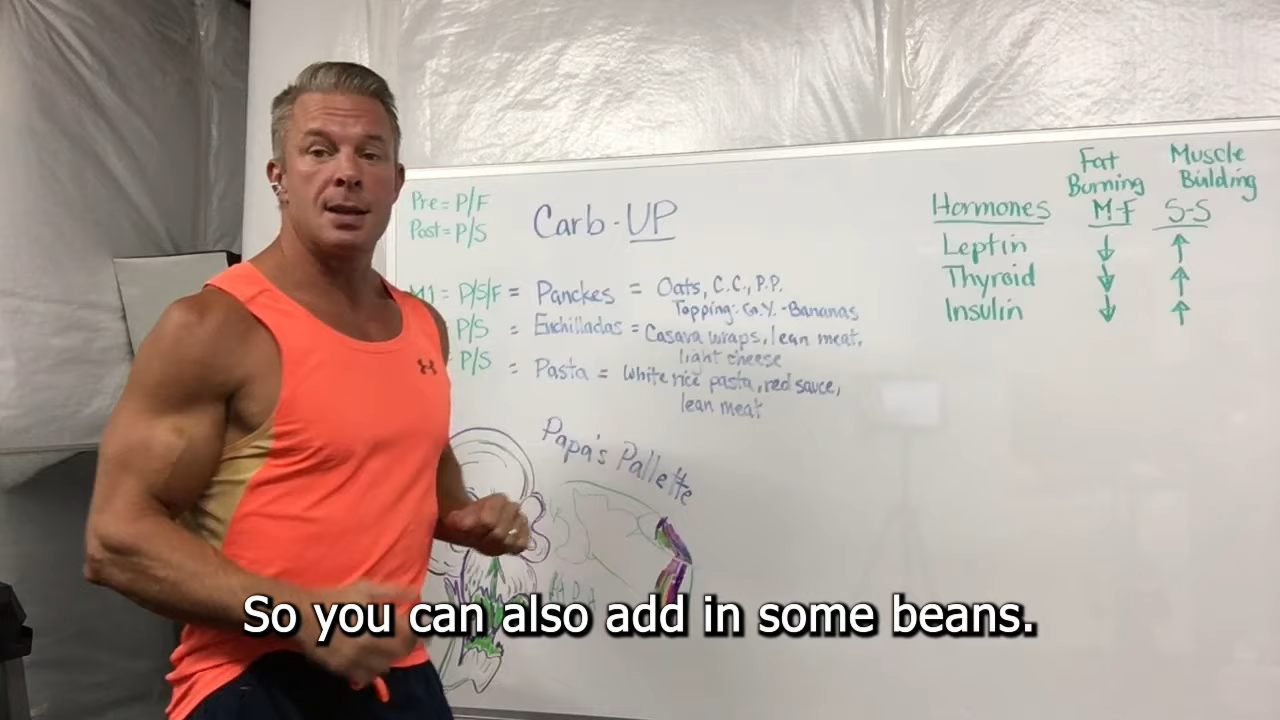 Pre = P/F
Post = P/S
Carb-UP
M1 = P/S/F = Panckes = Oats, C.C., P.P.
Topping: G.Y. - Bananas
P/S = Enchilladas = Casava wraps, lean meat,
light cheese
P/S = Pasta = White rice pasta, red sauce,
lean meat
Papa's Pallette
Fat Burning
Muscle Building
Hormones M-F S-S
Leptin ↓ ↑
Thyroid ↓ ↑
Insulin ↓ ↑
So you can also add in some beans.